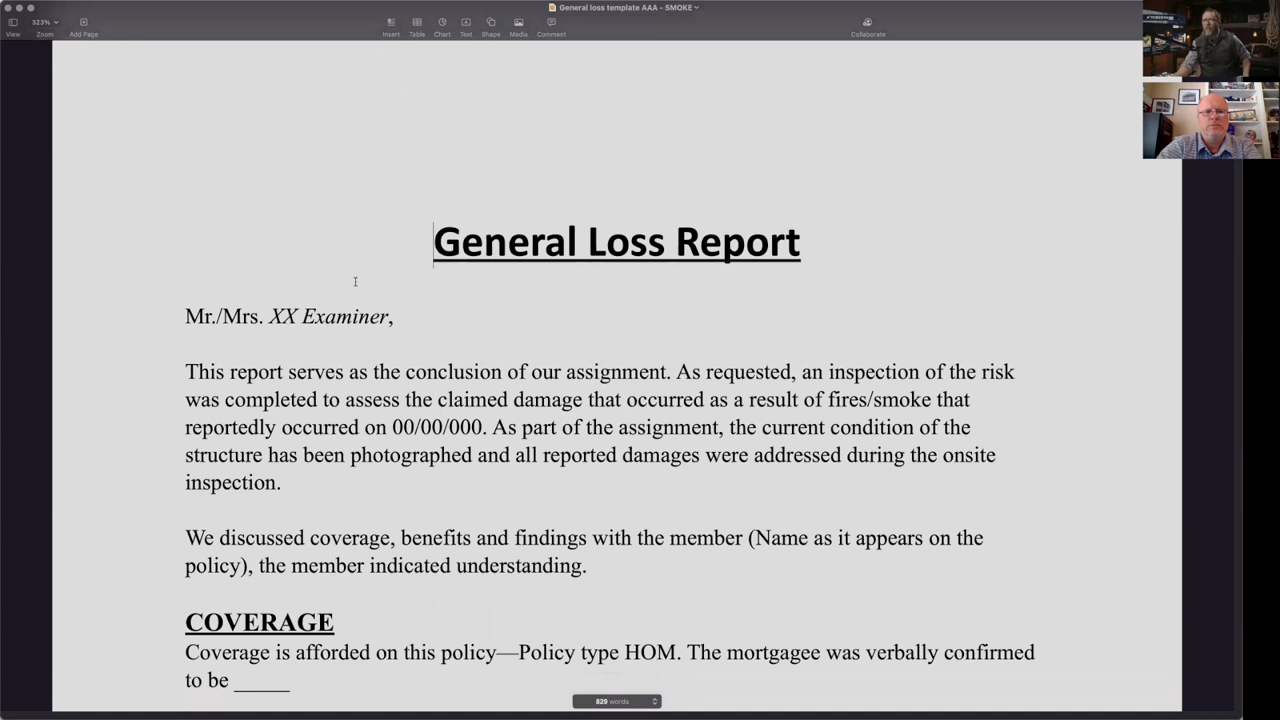 General loss template AAA - SMOKE
323%
View
Zoom
Add Page
Insert
Table
Chart
Text
Shape
Media
Comment
Collaborate
General Loss Report
Mr./Mrs. XX Examiner,
This report serves as the conclusion of our assignment. As requested, an inspection of the risk
was completed to assess the claimed damage that occurred as a result of fires/smoke that
reportedly occurred on 00/00/000. As part of the assignment, the current condition of the
structure has been photographed and all reported damages were addressed during the onsite
inspection.
We discussed coverage, benefits and findings with the member (Name as it appears on the
policy), the member indicated understanding.
COVERAGE
Coverage is afforded on this policy—Policy type HOM. The mortgagee was verbally confirmed
to be _____
829 words